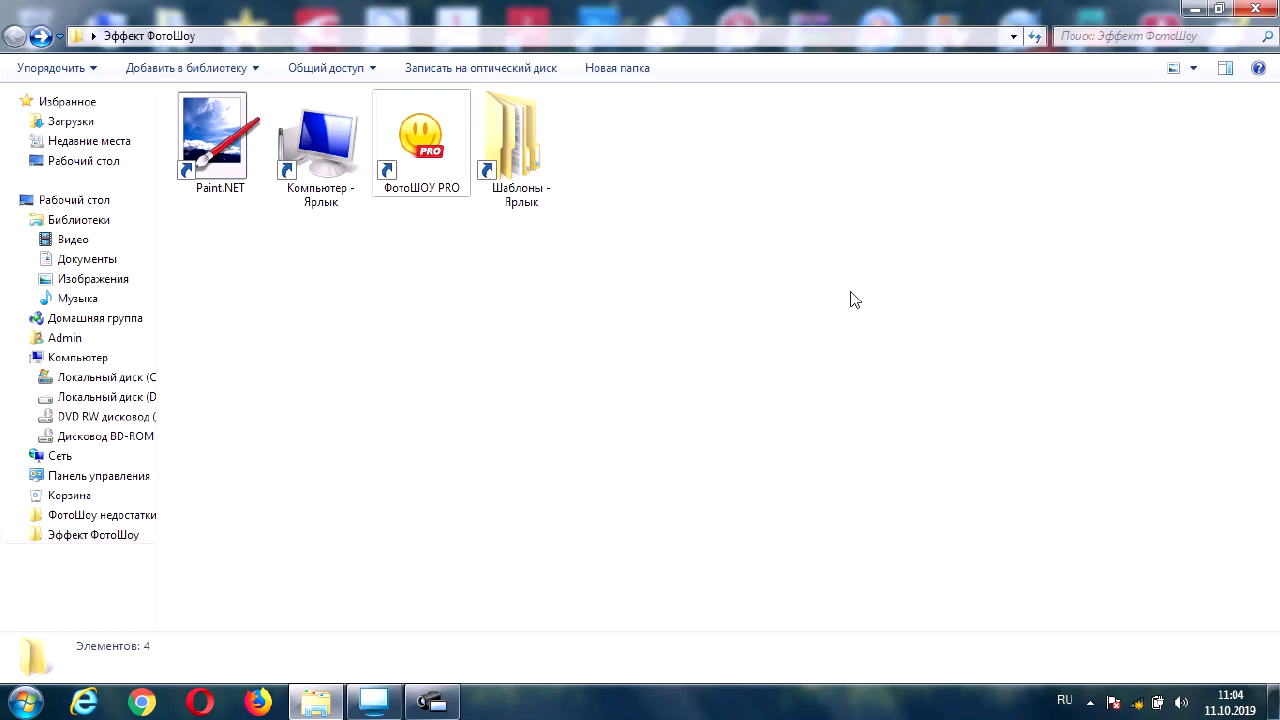 Эффект ФотоШоу
Поиск: Эффект ФотоШоу
Упорядочить
Добавить в библиотеку
Общий доступ
Записать на оптический диск
Новая папка
Избранное
Загрузки
Недавние места
Рабочий стол
Рабочий стол
Библиотеки
Видео
Документы
Изображения
Музыка
Домашняя группа
Admin
Компьютер
Локальный диск (C
Локальный диск (D
DVD RW дисковод (
Дисковод BD-ROM
Сеть
Панель управления
Корзина
ФотоШоу недостатки
Эффект ФотоШоу
Paint.NET
Компьютер -
Ярлык
PRO
ФотоШОУ PRO
Шаблоны -
Ярлык
Элементов: 4
RU
11:04
11.10.2019